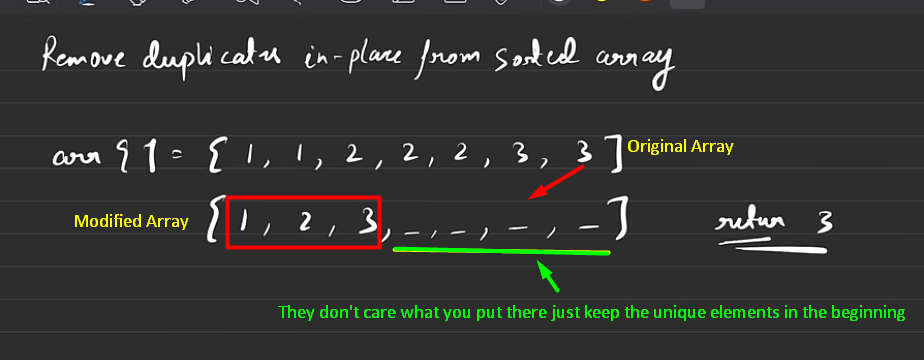 Remove duplicates in-place from sorted array
arr[] = [ 1, 1, 2, 2, 2, 3, 3 ] Original Array
Modified Array [ 1, 2, 3, _, _, _, _ ] return 3
They don't care what you put there just keep the unique elements in the beginning